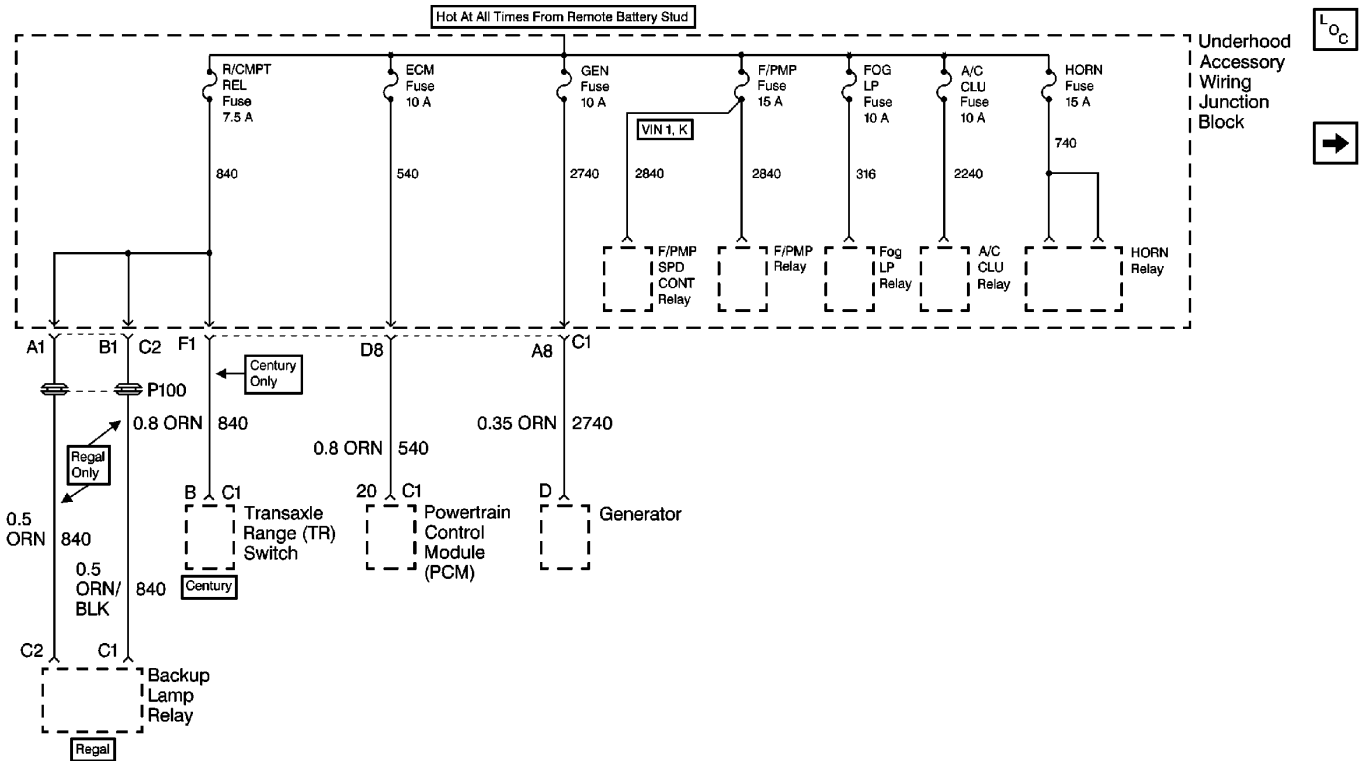 Hot At All Times From Remote Battery Stud
L
O
C
Underhood
Accessory
Wiring
Junction
Block
R/CMPT
REL
Fuse
7.5 A
ECM
Fuse
10 A
GEN
Fuse
10 A
F/PMP
Fuse
15 A
FOG
LP
Fuse
10 A
A/C
CLU
Fuse
10 A
HORN
Fuse
15 A
VIN 1, K
740
840
540
2740
2840
2840
316
2240
F/PMP
SPD
CONT
Relay
F/PMP
Relay
Fog
LP
Relay
A/C
CLU
Relay
HORN
Relay
A1
B1
C2
F1
D8
A8
C1
Century
Only
P100
0.8 ORN
840
0.8 ORN
540
0.35 ORN
2740
Regal
Only
B
C1
20
C1
D
Transaxle
Range (TR)
Switch
Century
Powertrain
Control
Module
(PCM)
Generator
0.5
ORN
840
0.5
ORN/
BLK
840
C2
C1
Backup
Lamp
Relay
Regal